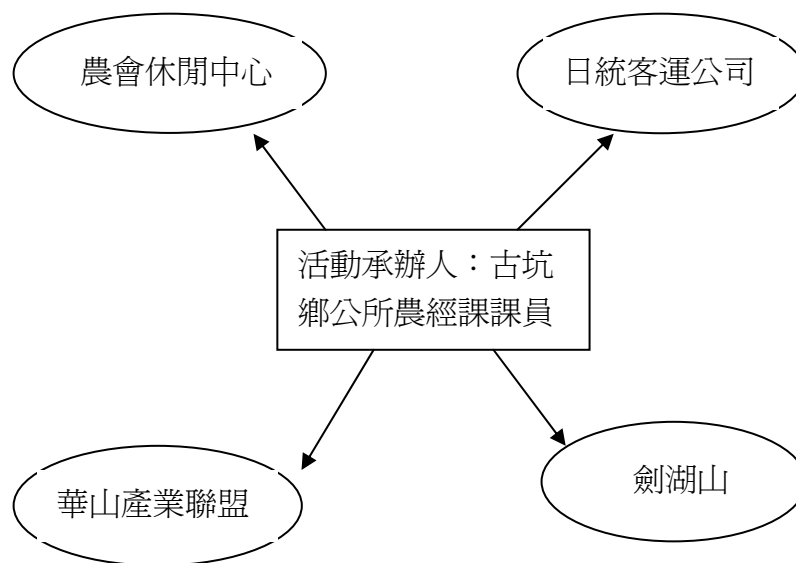 農會休閒中心
日統客運公司
活動承辦人：古坑
鄉公所農經課課員
華山產業聯盟
劍湖山